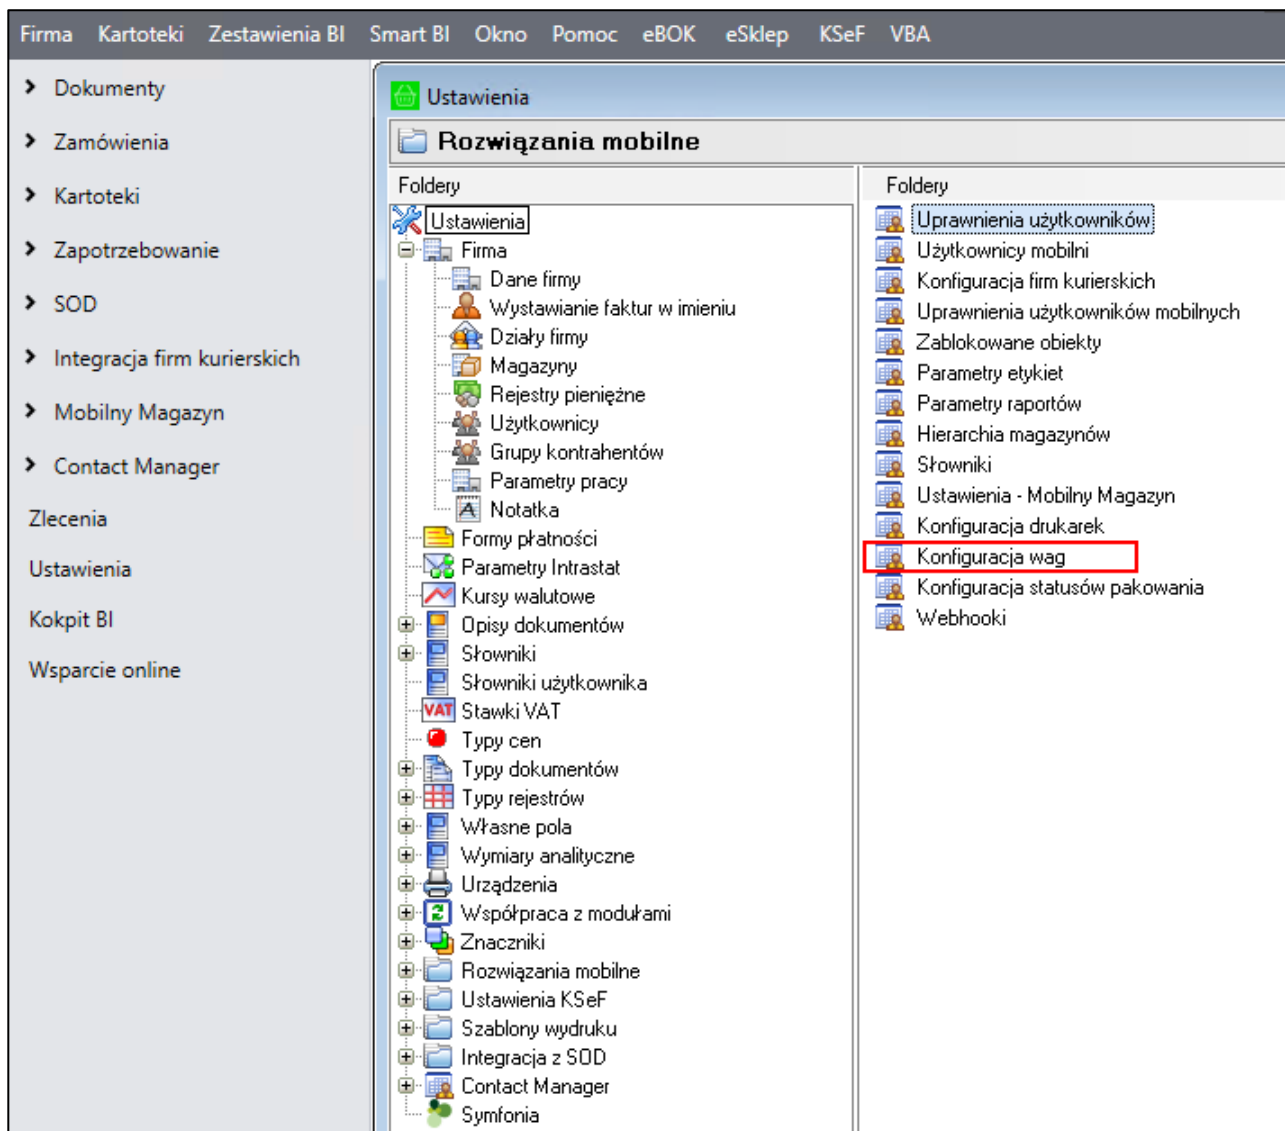 Firma Kartoteki Zestawienia BI Smart BI Okno Pomoc eBOK eSklep KSeF VBA
Dokumenty
Zamówienia
Kartoteki
Zapotrzebowanie
SOD
Integracja firm kurierskich
Mobilny Magazyn
Contact Manager
Zlecenia
Ustawienia
Kokpit BI
Wsparcie online
Ustawienia
Rozwiązania mobilne
Foldery
Ustawienia
Firma
Dane firmy
Wystawianie faktur w imieniu
Działy firmy
Magazyny
Rejestry pieniężne
Użytkownicy
Grupy kontrahentów
Parametry pracy
Notatka
Formy płatności
Parametry Intrastat
Kursy walutowe
Opisy dokumentów
Słowniki
Słowniki użytkownika
VAT Stawki VAT
Typy cen
Typy dokumentów
Typy rejestrów
Własne pola
Wymiary analityczne
Urządzenia
Współpraca z modułami
Znaczniki
Rozwiązania mobilne
Ustawienia KSeF
Szablony wydruku
Integracja z SOD
Contact Manager
Symfonia
Foldery
Uprawnienia użytkowników
Użytkownicy mobilni
Konfiguracja firm kurierskich
Uprawnienia użytkowników mobilnych
Zablokowane obiekty
Parametry etykiet
Parametry raportów
Hierarchia magazynów
Słowniki
Ustawienia - Mobilny Magazyn
Konfiguracja drukarek
Konfiguracja wag
Konfiguracja statusów pakowania
Webhooki